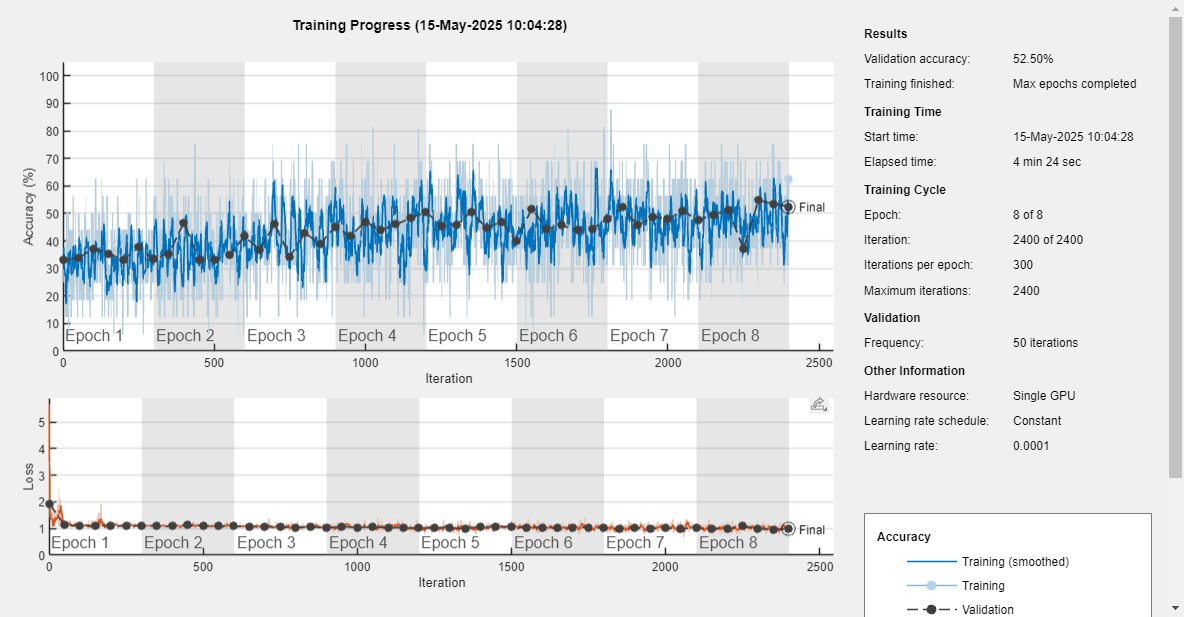 Training Progress (15-May-2025 10:04:28)
100
90
80
70
60
50
40
30
20
10
0
Accuracy (%)
Final
Epoch 1 Epoch 2 Epoch 3 Epoch 4 Epoch 5 Epoch 6 Epoch 7 Epoch 8
0 500 1000 1500 2000 2500
Iteration
5
4
3
2
1
0
Loss
Final
Epoch 1 Epoch 2 Epoch 3 Epoch 4 Epoch 5 Epoch 6 Epoch 7 Epoch 8
0 500 1000 1500 2000 2500
Iteration
Results
Validation accuracy: 52.50%
Training finished: Max epochs completed
Training Time
Start time: 15-May-2025 10:04:28
Elapsed time: 4 min 24 sec
Training Cycle
Epoch: 8 of 8
Iteration: 2400 of 2400
Iterations per epoch: 300
Maximum iterations: 2400
Validation
Frequency: 50 iterations
Other Information
Hardware resource: Single GPU
Learning rate schedule: Constant
Learning rate: 0.0001
Accuracy
Training (smoothed)
Training
Validation